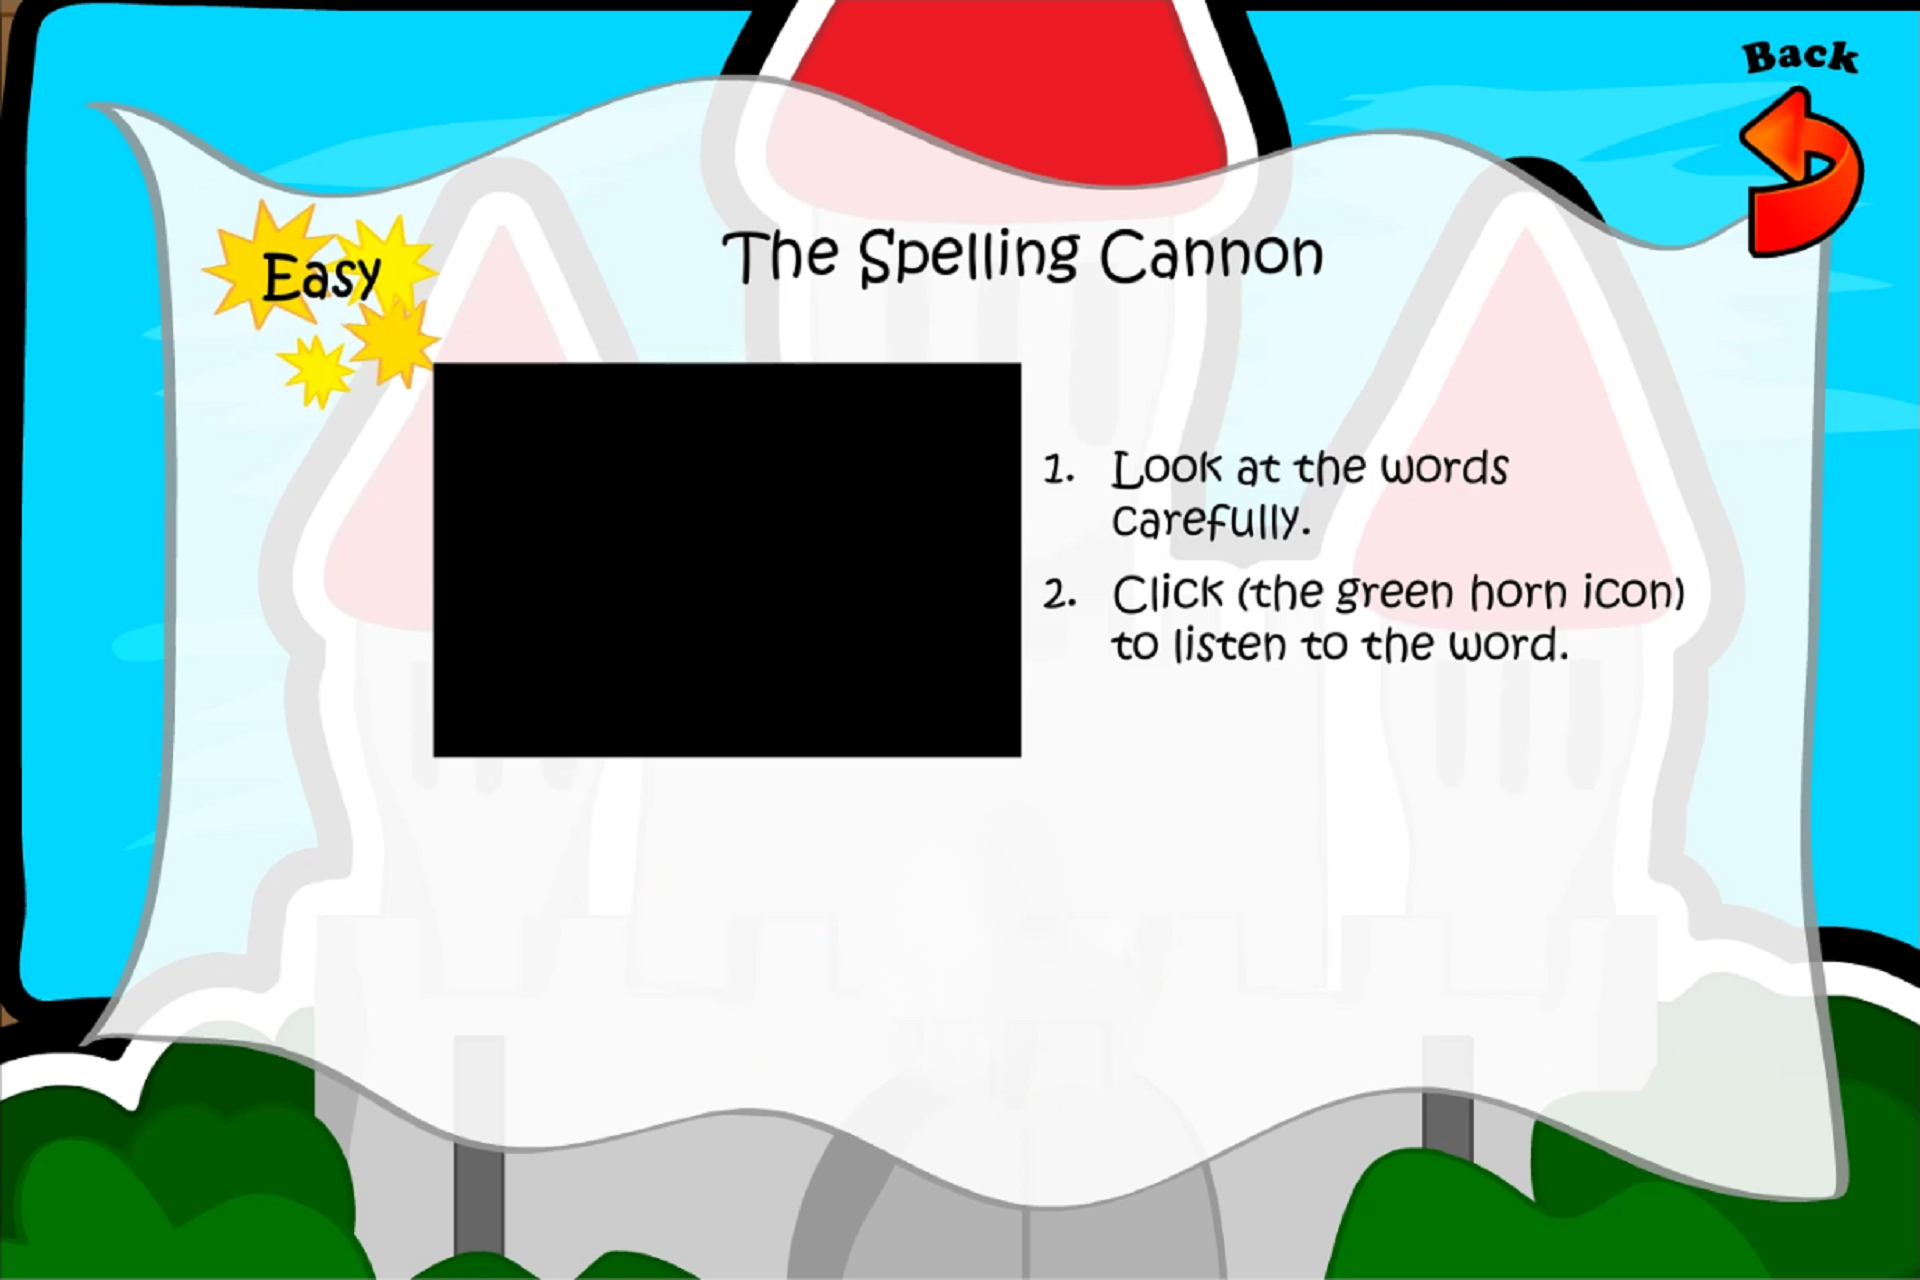 Back
Easy
The Spelling Cannon
1. Look at the words
carefully.
2. Click (the green horn icon)
to listen to the word.